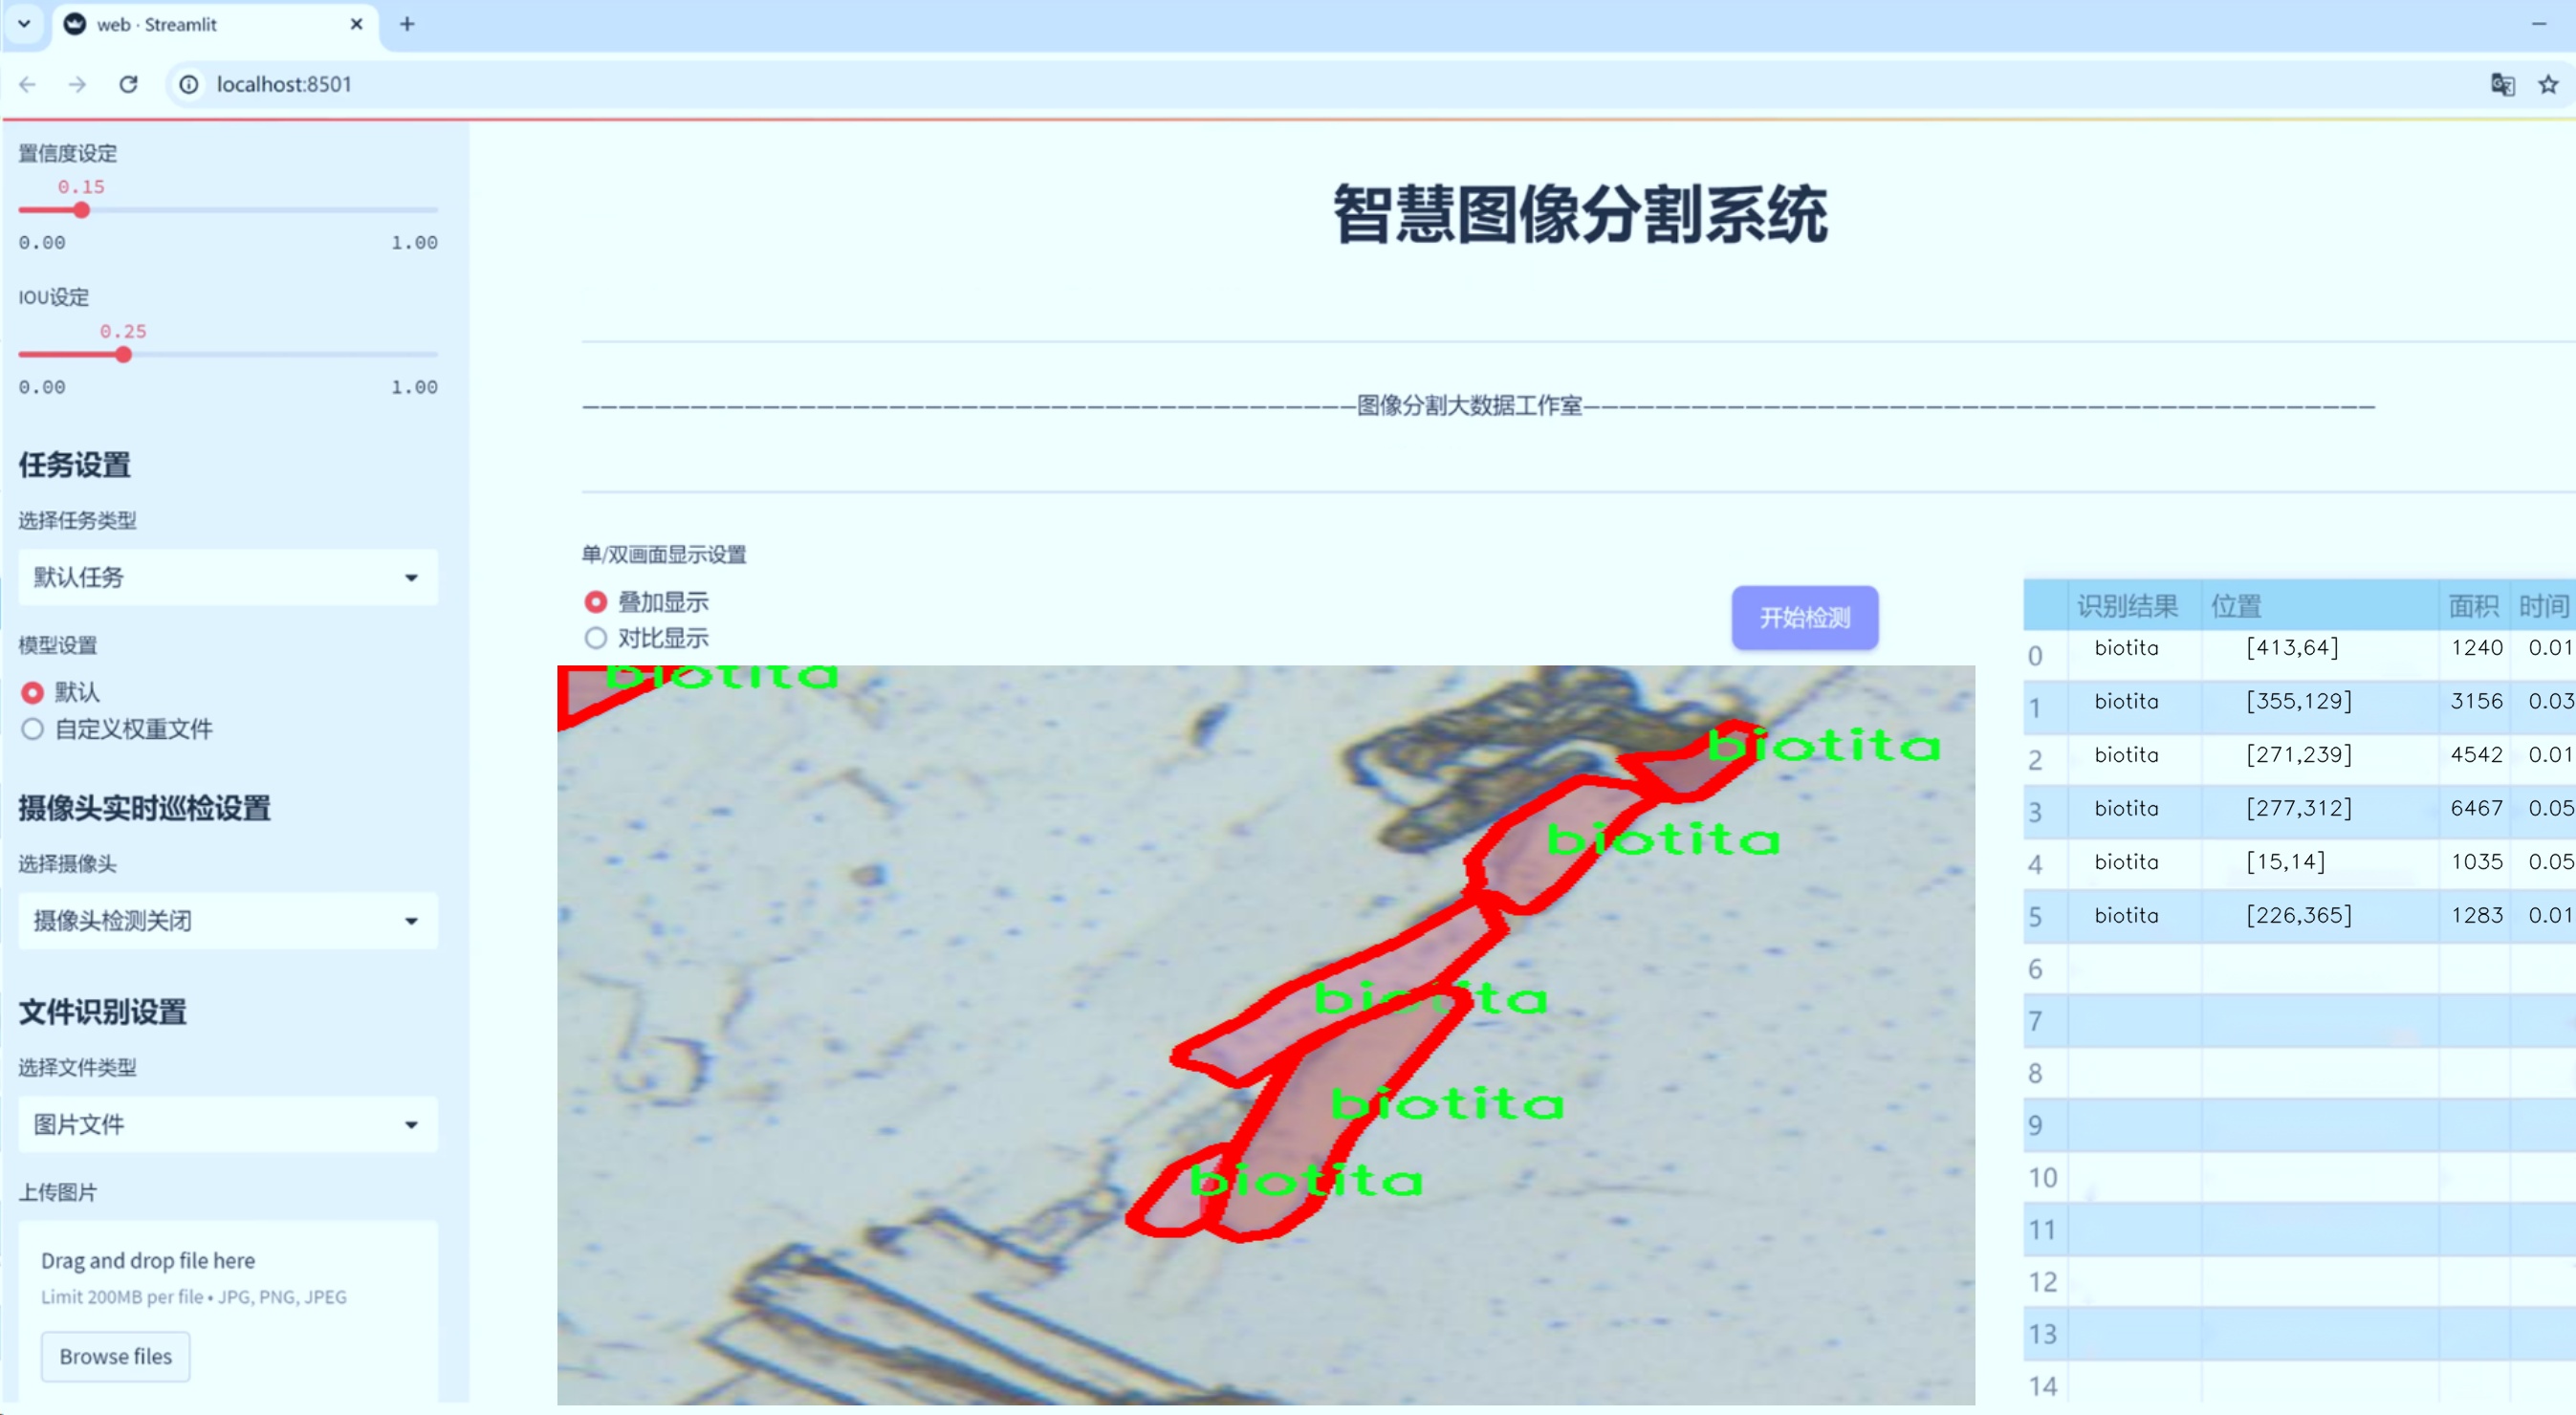 web · Streamlit
localhost:8501
置信度设定
0.15
0.00 1.00
IOU设定
0.25
0.00 1.00
任务设置
选择任务类型
默认任务
模型设置
默认
自定义权重文件
摄像头实时巡检设置
选择摄像头
摄像头检测关闭
文件识别设置
选择文件类型
图片文件
上传图片
Drag and drop file here
Limit 200MB per file • JPG, PNG, JPEG
Browse files
智慧图像分割系统
图像分割大数据工作室
单/双画面显示设置
叠加显示
对比显示
开始检测
biotita
biotita
biotita
biotita
biotita
biotita
识别结果 位置 面积 时间
0 biotita [413,64] 1240 0.01
1 biotita [355,129] 3156 0.03
2 biotita [271,239] 4542 0.01
3 biotita [277,312] 6467 0.05
4 biotita [15,14] 1035 0.05
5 biotita [226,365] 1283 0.01
6
7
8
9
10
11
12
13
14